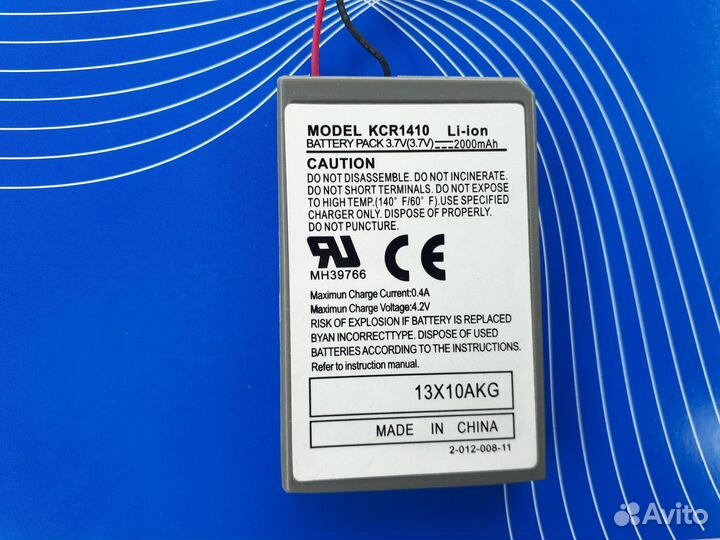 MODEL KCR1410 Li-ion
BATTERY PACK 3.7V(3.7V) 2000mAh
CAUTION
DO NOT DISASSEMBLE. DO NOT INCINERATE.
DO NOT SHORT TERMINALS. DO NOT EXPOSE
TO HIGH TEMP.(140° F/60° F).USE SPECIFIED
CHARGER ONLY. DISPOSE OF PROPERLY.
DO NOT PUNCTURE.
RU CE
MH39766
Maximun Charge Current:0.4A
Maximun Charge Voltage:4.2V
RISK OF EXPLOSION IF BATTERY IS REPLACED
BYAN INCORRECTTYPE. DISPOSE OF USED
BATTERIES ACCORDING TO THE INSTRUCTIONS.
Refer to instruction manual.
13X10AKG
MADE IN CHINA
2-012-008-11
Avito